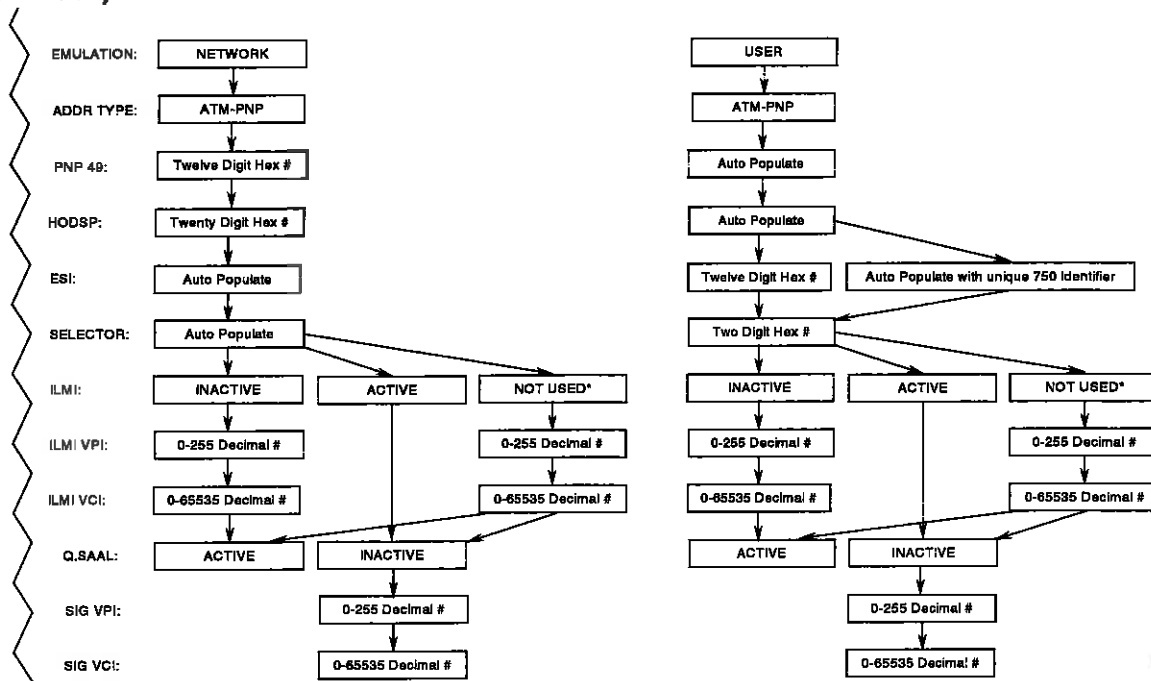 EMULATION: NETWORK USER
ADDR TYPE: ATM-PNP ATM-PNP
PNP 49: Twelve Digit Hex # Auto Populate
HODSP: Twenty Digit Hex # Auto Populate
ESI: Auto Populate Twelve Digit Hex # Auto Populate with unique 750 Identifier
SELECTOR: Auto Populate Two Digit Hex #
ILMI: INACTIVE ACTIVE NOT USED* INACTIVE ACTIVE NOT USED*
ILMI VPI: 0-255 Decimal # 0-255 Decimal # 0-255 Decimal # 0-255 Decimal #
ILMI VCI: 0-65535 Decimal # 0-65535 Decimal # 0-65535 Decimal # 0-65535 Decimal #
Q.SAAL: ACTIVE INACTIVE ACTIVE INACTIVE
SIG VPI: 0-255 Decimal # 0-255 Decimal #
SIG VCI: 0-65535 Decimal # 0-65535 Decimal #